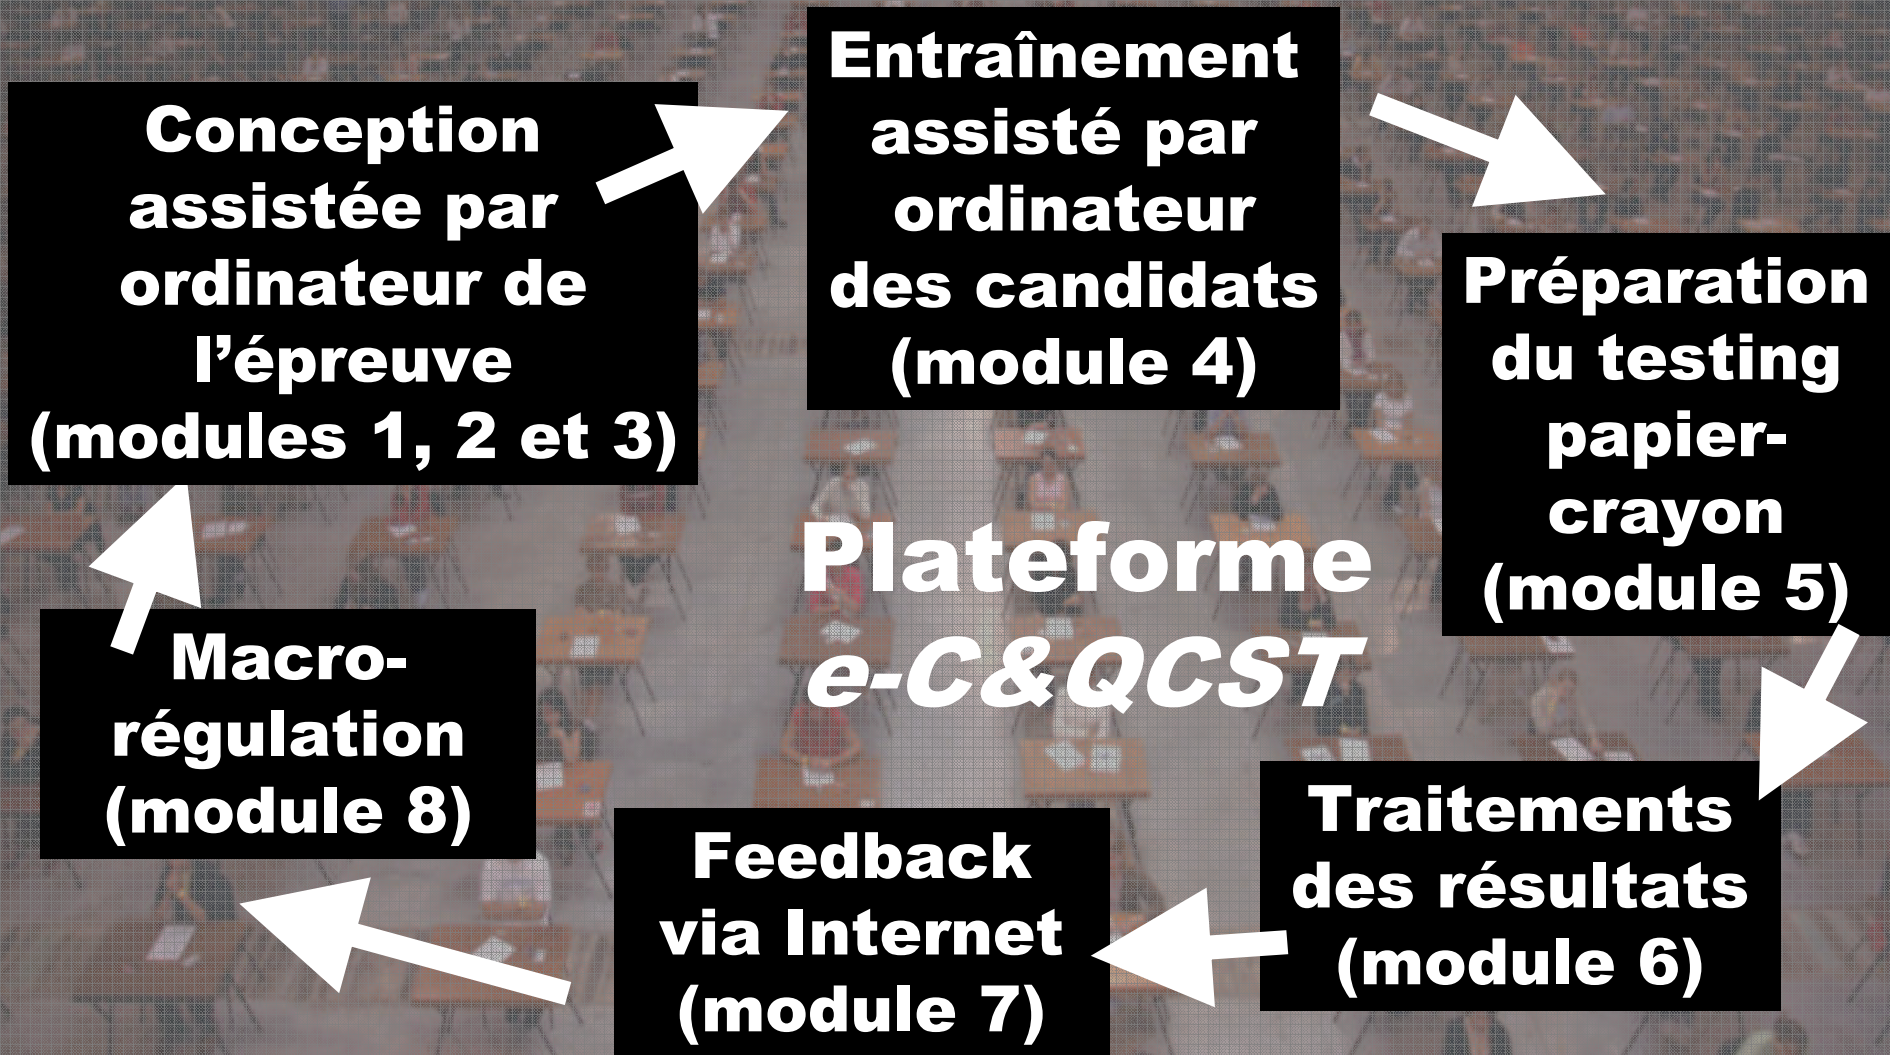 Conception
assistée par
ordinateur de
l’épreuve
(modules 1, 2 et 3)
Entraînement
assisté par
ordinateur
des candidats
(module 4)
Préparation
du testing
papier-
crayon
(module 5)
Traitements
des résultats
(module 6)
Feedback
via Internet
(module 7)
Macro-
régulation
(module 8)
Plateforme
e-C&QCST